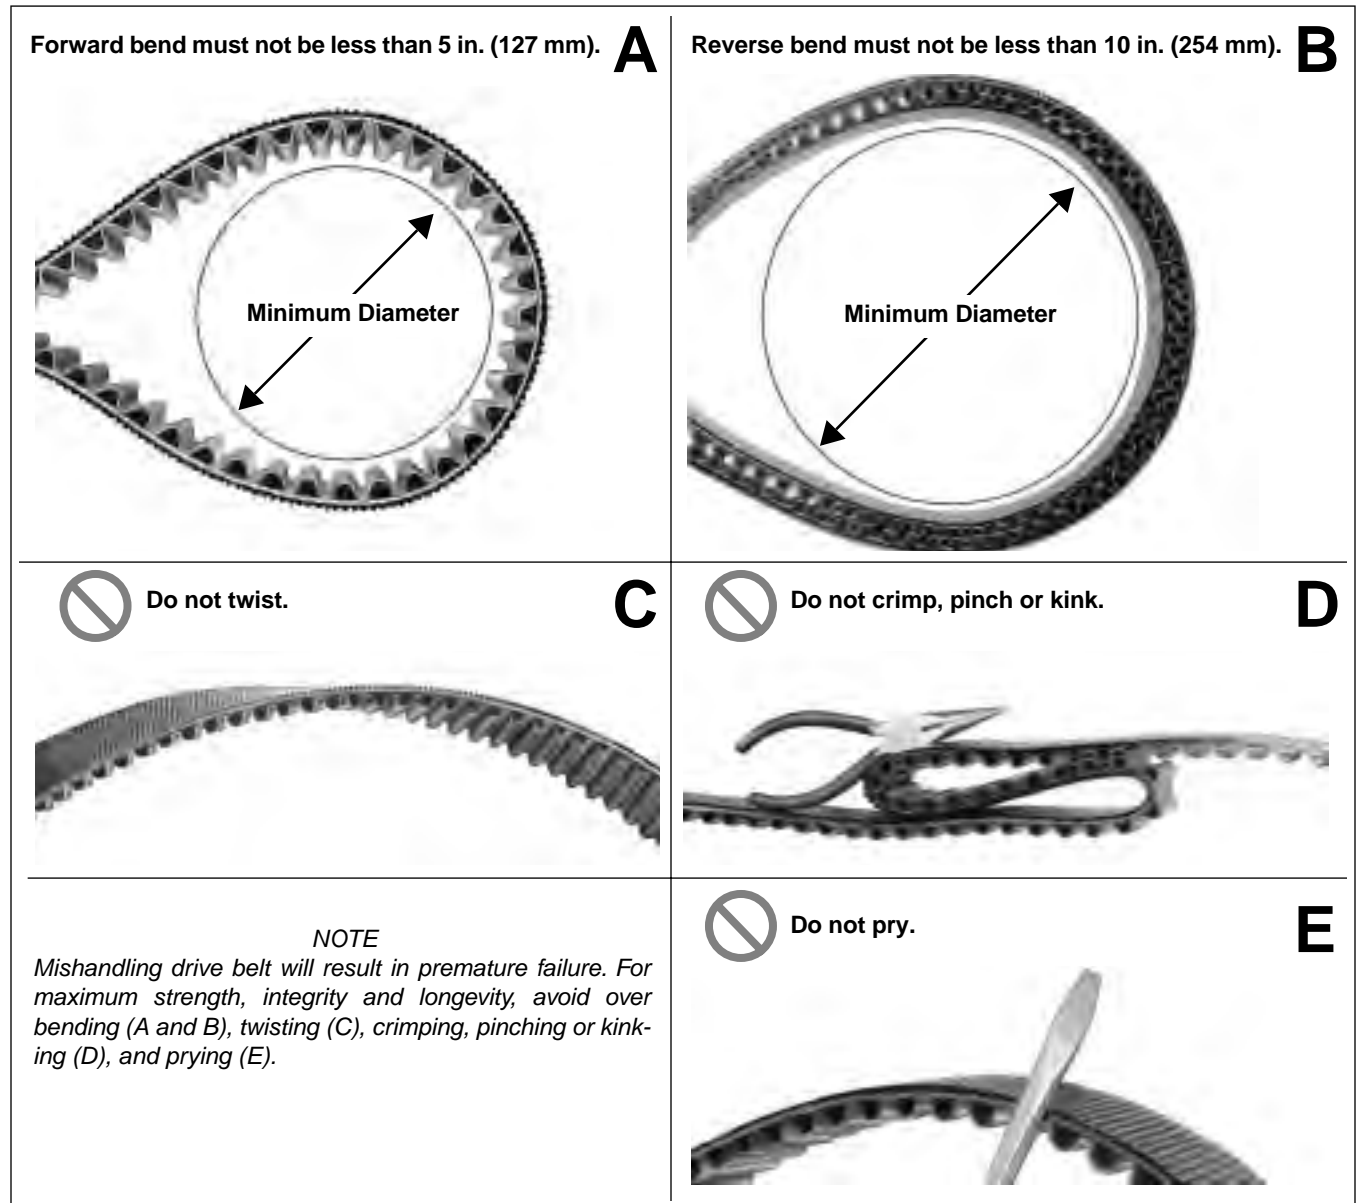 Forward bend must not be less than 5 in. (127 mm). A
Minimum Diameter
Reverse bend must not be less than 10 in. (254 mm). B
Minimum Diameter
Do not twist. C
Do not crimp, pinch or kink. D
NOTE
Mishandling drive belt will result in premature failure. For
maximum strength, integrity and longevity, avoid over
bending (A and B), twisting (C), crimping, pinching or kink-
ing (D), and prying (E).
Do not pry. E